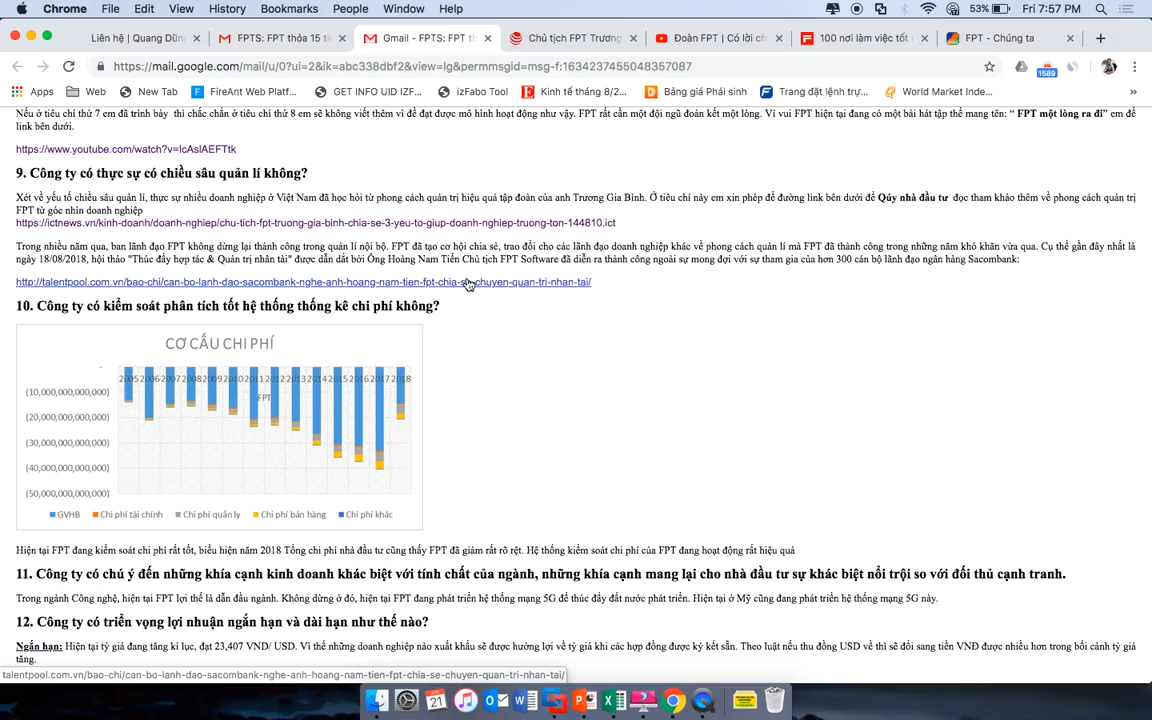 Chrome File Edit View History Bookmarks People Window Help 53% Fri 7:57 PM
Liên hệ | Quang Dũn
FPTS: FPT thỏa 15 ti
Gmail - FPTS: FPT th
Chủ tịch FPT Trương
Đoàn FPT | Có lời ch
100 nơi làm việc tốt
FPT - Chúng ta
https://mail.google.com/mail/u/0?ui=2&ik=abc338dbf2&view=lg&permmsgid=msg-f:1634237455048357087
1589
Apps Web New Tab FireAnt Web Platf... GET INFO UID IZF... izFabo Tool Kinh tế tháng 8/2... Bảng giá Phái sinh Trang đặt lệnh trự... World Market Inde...
Nếu ở tiêu chí thứ 7 em đã trình bày thì chắc chắn ở tiêu chí thứ 8 em sẽ không viết thêm vì để đạt được mô hình hoạt động như vậy. FPT rất cần một đội ngũ đoàn kết một lòng. Ví vui FPT hiện tại đang có một bài hát tập thể mang tên: “ FPT một lòng ra đi” em để
link bên dưới.
https://www.youtube.com/watch?v=IcAslAEFTtk
9. Công ty có thực sự có chiều sâu quản lí không?
Xét về yếu tố chiều sâu quản lí, thực sự nhiều doanh nghiệp ở Việt Nam đã học hỏi từ phong cách quản trị hiệu quả tập đoàn của anh Trương Gia Bình. Ở tiêu chí này em xin phép để đường link bên dưới để Quý nhà đầu tư đọc tham khảo thêm về phong cách quản trị
FPT từ góc nhìn doanh nghiệp
https://ictnews.vn/kinh-doanh/doanh-nghiep/chu-tich-fpt-truong-gia-binh-chia-se-3-yeu-to-giup-doanh-nghiep-truong-ton-144810.ict
Trong nhiều năm qua, ban lãnh đạo FPT không dừng lại thành công trong quản lí nội bộ. FPT đã tạo cơ hội chia sẻ, trao đổi cho các lãnh đạo doanh nghiệp khác về phong cách quản lí mà FPT đã thành công trong những năm khó khăn vừa qua. Cụ thể gần đây nhất là
ngày 18/08/2018, hội thảo "Thúc đẩy hợp tác & Quản trị nhân tài" được dẫn dắt bởi Ông Hoàng Nam Tiến Chủ tịch FPT Software đã diễn ra thành công ngoài sự mong đợi với sự tham gia của hơn 300 cán bộ lãnh đạo ngân hàng Sacombank:
http://talentpool.com.vn/bao-chi/can-bo-lanh-dao-sacombank-nghe-anh-hoang-nam-tien-fpt-chia-se-chuyen-quan-tri-nhan-tai/
10. Công ty có kiểm soát phân tích tốt hệ thống thống kê chi phí không?
CƠ CẤU CHI PHÍ
-
2005 2006 2007 2008 2009 2010 2011 2012 2013 2014 2015 2016 2017 2018
FPT
(10,000,000,000,000)
(20,000,000,000,000)
(30,000,000,000,000)
(40,000,000,000,000)
(50,000,000,000,000)
GVHB Chi phí tài chính Chi phí quản lý Chi phí bán hàng Chi phí khác
Hiện tại FPT đang kiểm soát chi phí rất tốt, biểu hiện năm 2018 Tổng chi phí nhà đầu tư cũng thấy FPT đã giảm rất rõ rệt. Hệ thống kiểm soát chi phí của FPT đang hoạt động rất hiệu quả
11. Công ty có chú ý đến những khía cạnh kinh doanh khác biệt với tính chất của ngành, những khía cạnh mang lại cho nhà đầu tư sự khác biệt nổi trội so với đối thủ cạnh tranh.
Trong ngành Công nghệ, hiện tại FPT lợi thế là dẫn đầu ngành. Không dừng ở đó, hiện tại FPT đang phát triển hệ thống mạng 5G để thúc đẩy đất nước phát triển. Hiện tại ở Mỹ cũng đang phát triển hệ thống mạng 5G này.
12. Công ty có triển vọng lợi nhuận ngắn hạn và dài hạn như thế nào?
Ngắn hạn: Hiện tại tỷ giá đang tăng kỉ lục, đạt 23,407 VND/ USD. Vì thế những doanh nghiệp nào xuất khẩu sẽ được hưởng lợi về tỷ giá khi các hợp đồng được ký kết sẵn. Theo luật nếu thu đồng USD về thì sẽ đổi sang tiền VNĐ được nhiều hơn trong bối cảnh tỷ giá
tăng.
talentpool.com.vn/bao-chi/can-bo-lanh-dao-sacombank-nghe-anh-hoang-nam-tien-fpt-chia-se-chuyen-quan-tri-nhan-tai/